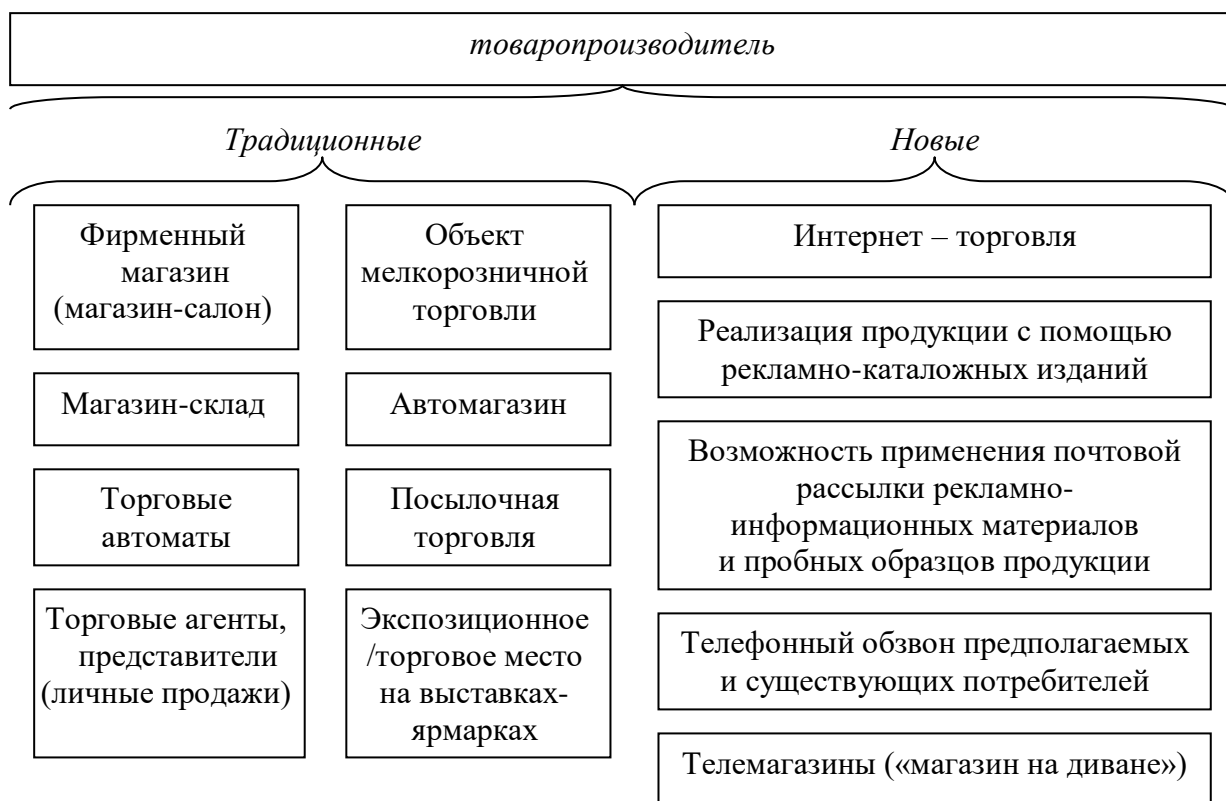 товаропроизводитель
Традиционные
Новые
Фирменный
магазин
(магазин-салон)
Магазин-склад
Торговые
автоматы
Торговые агенты,
представители
(личные продажи)
Объект
мелкорозничной
торговли
Автомагазин
Посылочная
торговля
Экспозиционное
/торговое место
на выставках-
ярмарках
Интернет – торговля
Реализация продукции с помощью
рекламно-каталожных изданий
Возможность применения почтовой
рассылки рекламно-
информационных материалов
и пробных образцов продукции
Телефонный обзвон предполагаемых
и существующих потребителей
Телемагазины («магазин на диване»)